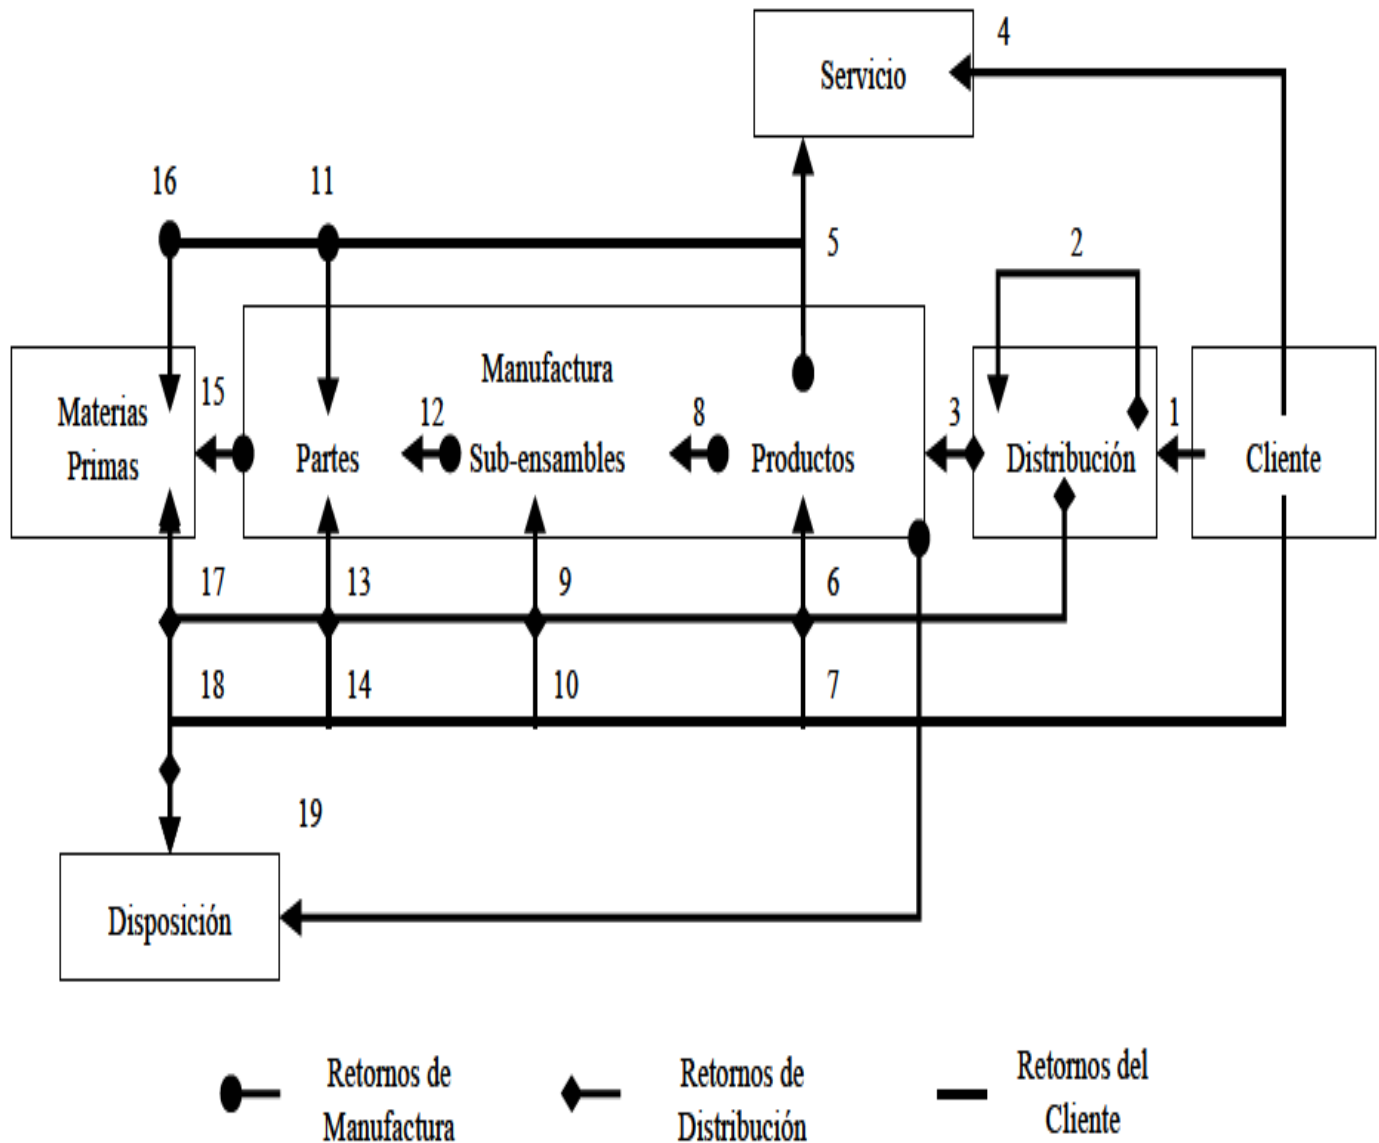 4
Servicio
16
11
5
2
Manufactura
15
12
8
3
1
Materias
Primas
Partes
Sub-ensambles
Productos
Distribución
Cliente
17
13
9
6
18
14
10
7
19
Disposición
Retornos de
Manufactura
Retornos de
Distribución
Retornos del
Cliente